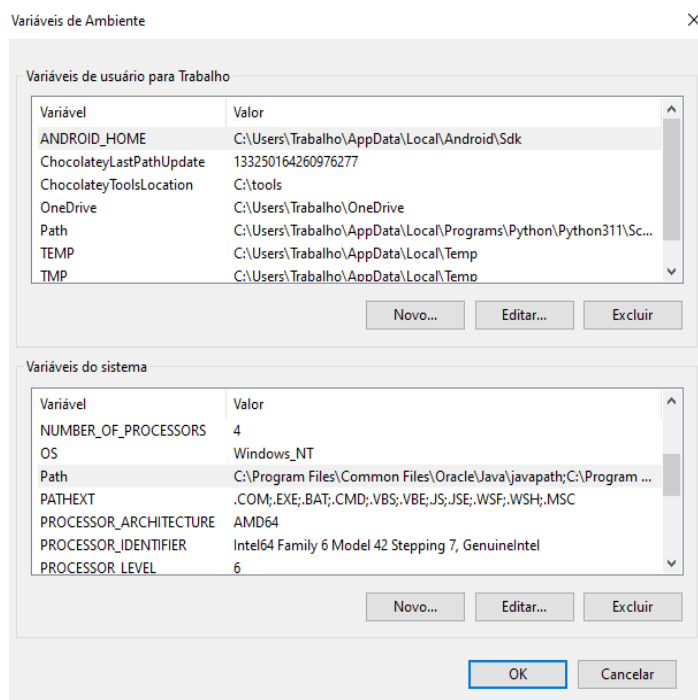 Variáveis de Ambiente
Variáveis de usuário para Trabalho
Variável Valor
ANDROID_HOME C:\Users\Trabalho\AppData\Local\Android\Sdk
ChocolateyLastPathUpdate 133250164260976277
ChocolateyToolsLocation C:\tools
OneDrive C:\Users\Trabalho\OneDrive
Path C:\Users\Trabalho\AppData\Local\Programs\Python\Python311\Sc...
TEMP C:\Users\Trabalho\AppData\Local\Temp
TMP C:\Users\Trabalho\AppData\Local\Temp
Novo... Editar... Excluir
Variáveis do sistema
Variável Valor
NUMBER_OF_PROCESSORS 4
OS Windows_NT
Path C:\Program Files\Common Files\Oracle\Java\javapath;C:\Program ...
PATHEXT .COM;.EXE;.BAT;.CMD;.VBS;.VBE;.JS;.JSE;.WSF;.WSH;.MSC
PROCESSOR_ARCHITECTURE AMD64
PROCESSOR_IDENTIFIER Intel64 Family 6 Model 42 Stepping 7, GenuineIntel
PROCESSOR_LEVEL 6
Novo... Editar... Excluir
OK Cancelar